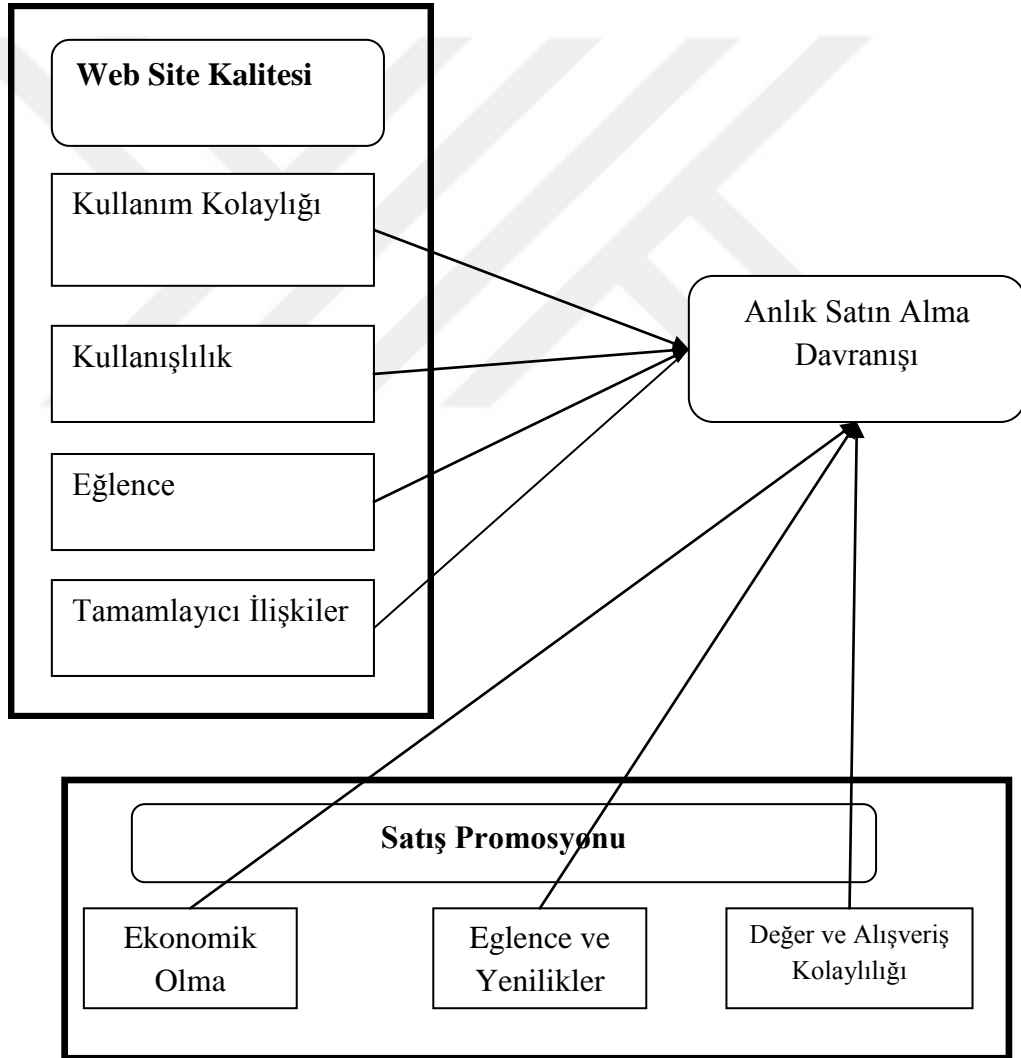 Web Site Kalitesi
Kullanım Kolaylığı
Kullanışlılık
Eğlence
Tamamlayıcı İlişkiler
Anlık Satın Alma
Davranışı
Satış Promosyonu
Ekonomik
Olma
Eglence ve
Yenilikler
Değer ve Alışveriş
Kolaylılığı